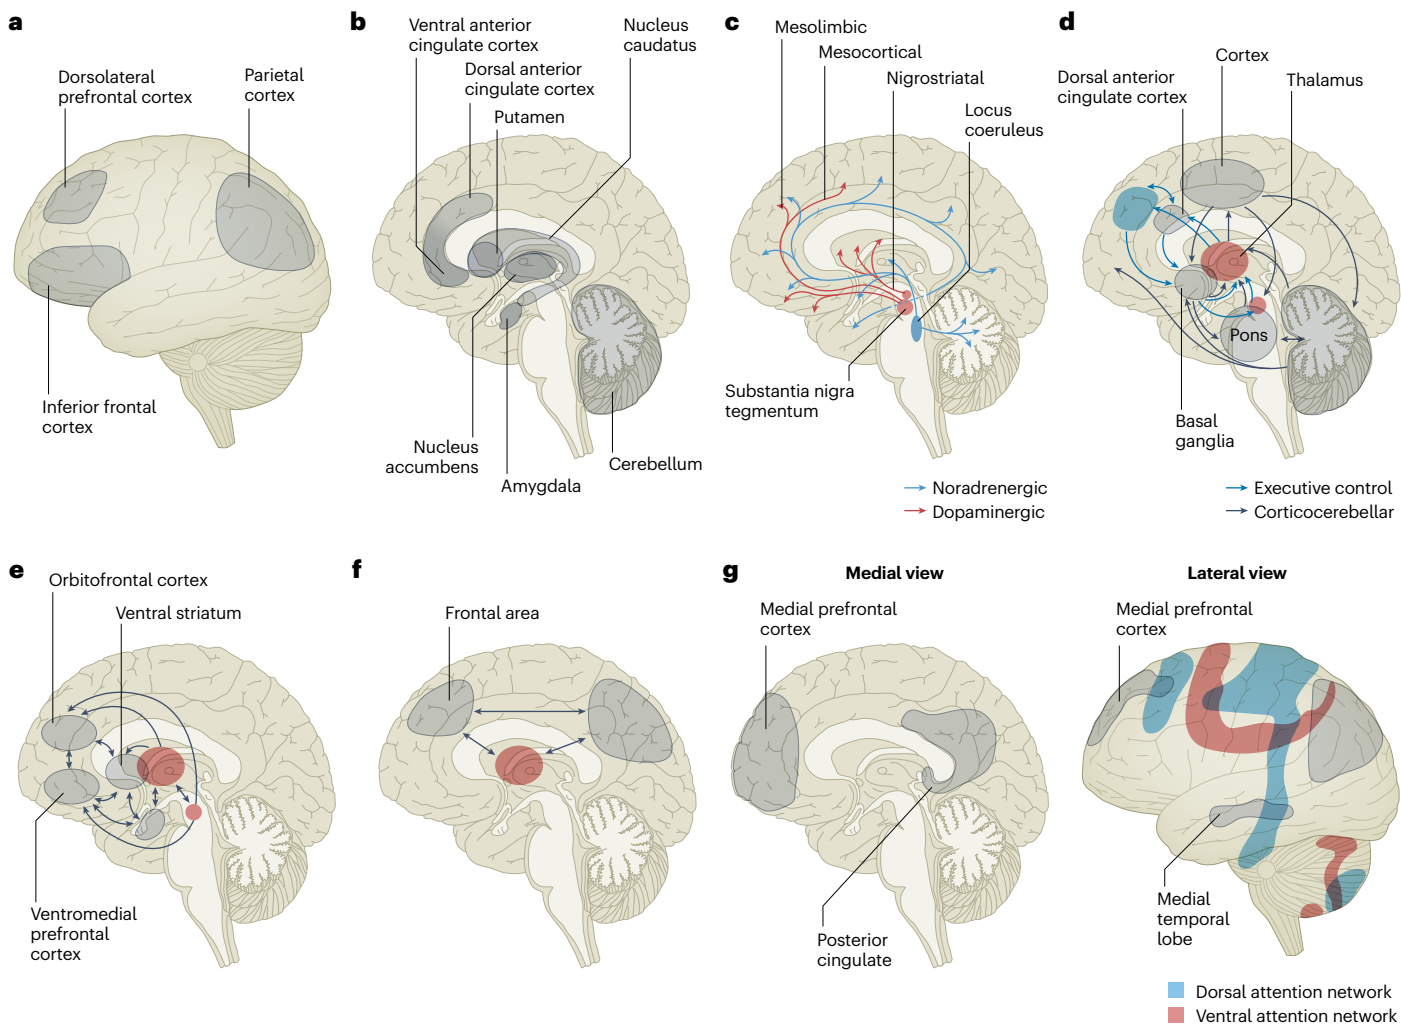 a
Dorsolateral
prefrontal cortex
Parietal
cortex
Inferior frontal
cortex
b
Ventral anterior
cingulate cortex
Dorsal anterior
cingulate cortex
Putamen
Nucleus
caudatus
Nucleus
accumbens
Amygdala
Cerebellum
c
Mesolimbic
Mesocortical
Nigrostriatal
Locus
coeruleus
Substantia nigra
tegmentum
Noradrenergic
Dopaminergic
d
Dorsal anterior
cingulate cortex
Cortex
Thalamus
Pons
Basal
ganglia
Executive control
Corticocerebellar
e
Orbitofrontal cortex
Ventral striatum
Ventromedial
prefrontal
cortex
f
Frontal area
g
Medial view
Medial prefrontal
cortex
Posterior
cingulate
Lateral view
Medial prefrontal
cortex
Medial
temporal
lobe
Dorsal attention network
Ventral attention network